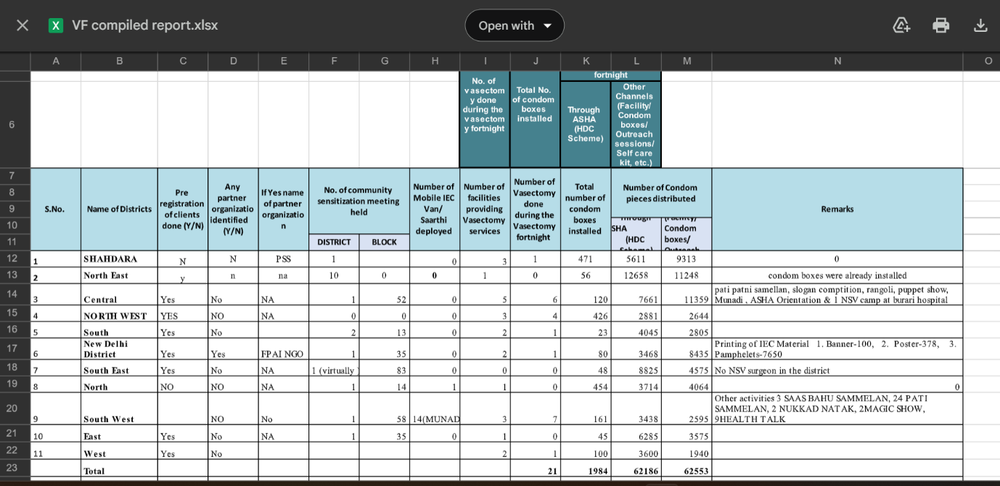 VF compiled report.xlsx
Open with
A B C D E F G H I J K L M N O
fortnight
6
No. of vasectomy done during the vasectomy fortnight
Total No. of condom boxes installed
Through ASHA (HDC Scheme)
Other Channels (Facility/ Condom boxes/ Outreach sessions/ Self care kit, etc.)
7
8
9
10
11
S.No.
Name of Districts
Pre registration of clients done (Y/N)
Any partner organizatio identified (Y/N)
If Yes name of partner organizatio n
No. of community sensitization meeting held
DISTRICT
BLOCK
Number of Mobile IEC Van/ Saarthi deployed
Number of facilities providing Vasectomy services
Number of Vasectomy done during the Vasectomy fortnight
Total number of condom boxes installed
Number of Condom pieces distributed
SHA (HDC
Condom boxes/
Remarks
12 1 SHAHDARA N N PSS 1 0 3 1 471 5611 9313 0
13 2 North East y n na 10 0 0 1 0 56 12658 11248 condom boxes were already installed
14 3 Central Yes No NA 1 52 0 5 6 120 7661 11359 pati patni samellan, slogan comptition, rangoli, puppet show, Munadi , ASHA Orientation & 1 NSV camp at burari hospital
15 4 NORTH WEST YES NO NA 0 0 0 3 4 426 2881 2644
16 5 South Yes No 2 13 0 2 1 23 4045 2805
17 6 New Delhi District Yes Yes FPAI NGO 1 35 0 2 1 80 3468 8435 Printing of IEC Material 1. Banner-100, 2. Poster-378, 3. Pamphelets-7650
18 7 South East Yes No NA 1 (virtually 83 0 0 0 48 8825 4575 No NSV surgeon in the district
19 8 North NO NO NA 1 14 1 1 0 454 3714 4064 0
20 9 South West NO No 1 58 14(MUNAD 3 7 161 3438 2595 Other activities 3 SAAS BAHU SAMMELAN, 24 PATI SAMMELAN, 2 NUKKAD NATAK, 2MAGIC SHOW, 9HEALTH TALK
21 10 East Yes No NA 1 35 0 1 0 45 6285 3575
22 11 West Yes No 2 1 100 3600 1940
23 Total 21 1984 62186 62553